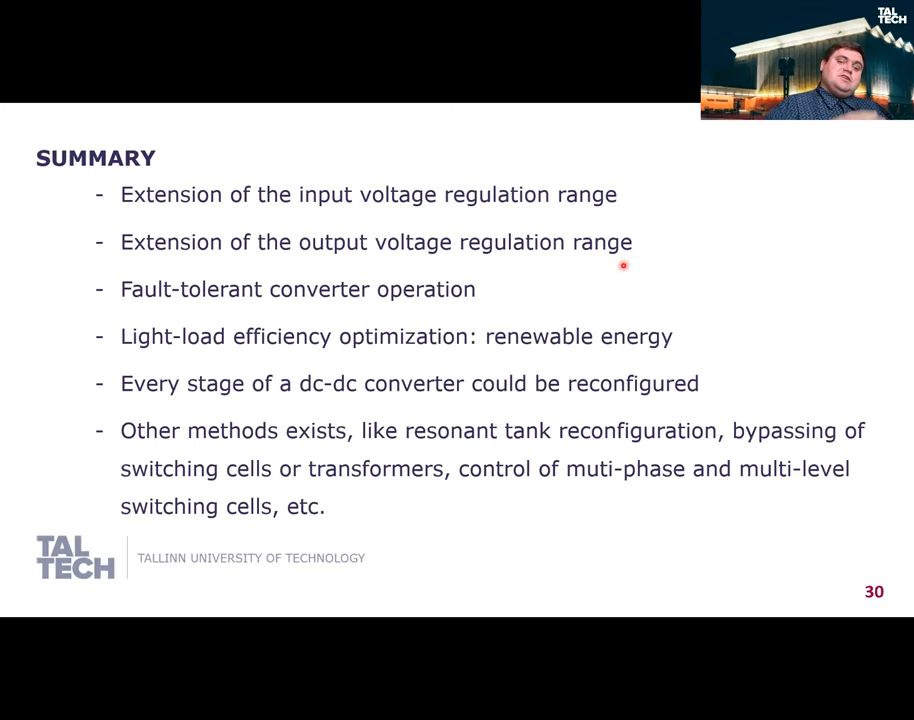 TAL
TECH
SUMMARY
- Extension of the input voltage regulation range
- Extension of the output voltage regulation range
- Fault-tolerant converter operation
- Light-load efficiency optimization: renewable energy
- Every stage of a dc-dc converter could be reconfigured
- Other methods exists, like resonant tank reconfiguration, bypassing of
switching cells or transformers, control of muti-phase and multi-level
switching cells, etc.
TAL
TECH
TALLINN UNIVERSITY OF TECHNOLOGY
30